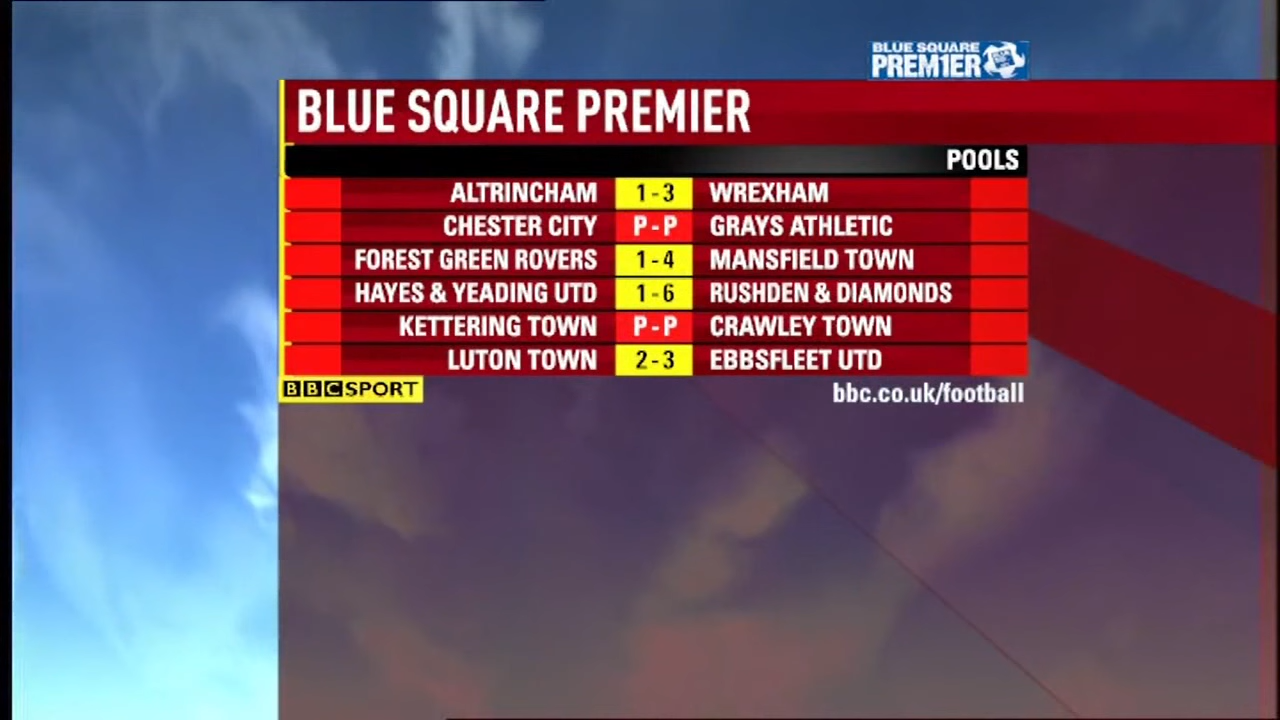 BLUE SQUARE
PREM1ER
BLUE SQUARE PREMIER
POOLS
ALTRINCHAM 1 - 3 WREXHAM
CHESTER CITY P - P GRAYS ATHLETIC
FOREST GREEN ROVERS 1 - 4 MANSFIELD TOWN
HAYES & YEADING UTD 1 - 6 RUSHDEN & DIAMONDS
KETTERING TOWN P - P CRAWLEY TOWN
LUTON TOWN 2 - 3 EBBSFLEET UTD
BBC SPORT bbc.co.uk/football